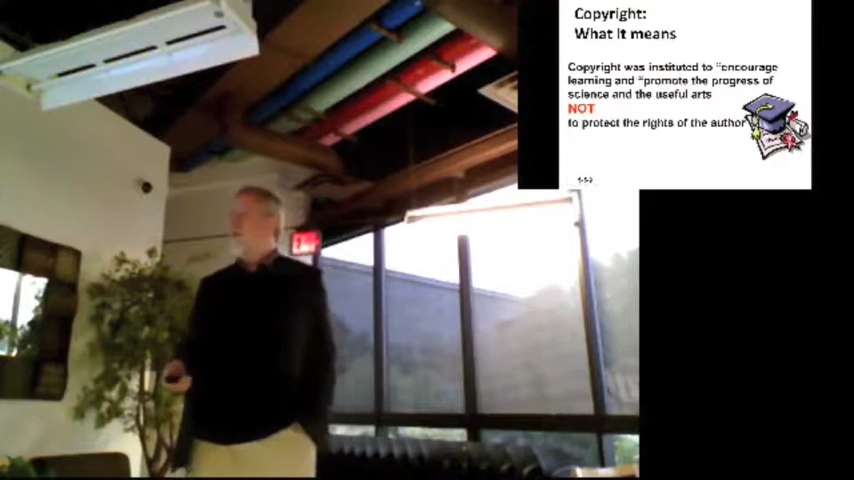 Copyright:
What it means
Copyright was instituted to "encourage
learning and "promote the progress of
science and the useful arts
NOT
to protect the rights of the author